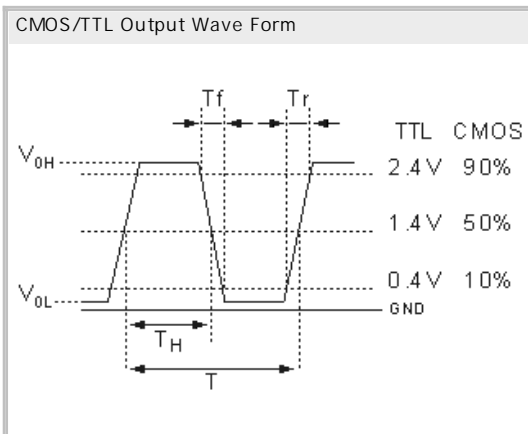 CMOS/TTL Output Wave Form
Tf Tr
TTL CMOS
VOH 2.4V 90%
1.4V 50%
0.4V 10%
VOL
GND
TH
T